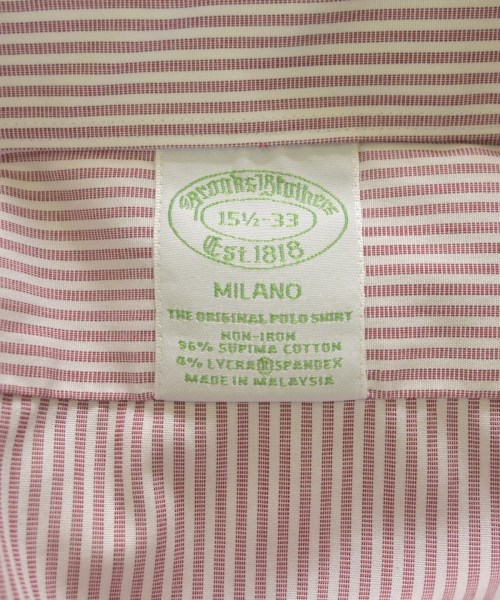 Brooks Brothers
15½-33
Est.1818
MILANO
THE ORIGINAL POLO SHIRT
NON-IRON
96% SUPIMA COTTON
4% LYCRA® SPANDEX
MADE IN MALAYSIA